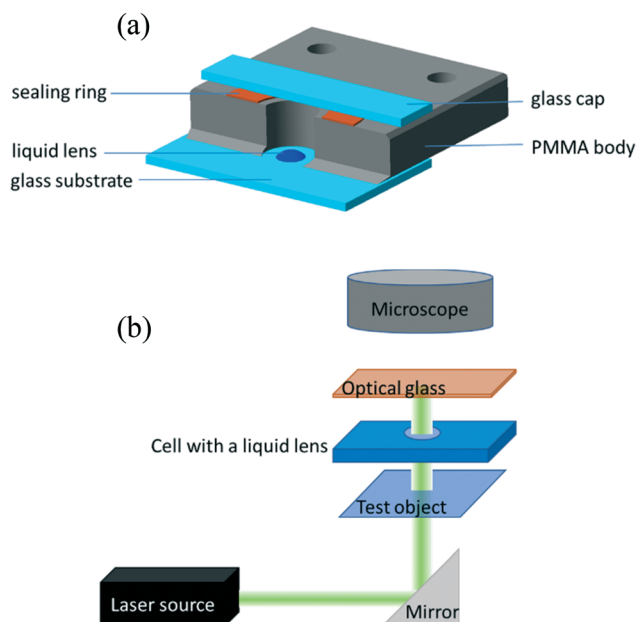 (a)
sealing ring
glass cap
liquid lens
PMMA body
glass substrate
(b)
Microscope
Optical glass
Cell with a liquid lens
Test object
Laser source
Mirror